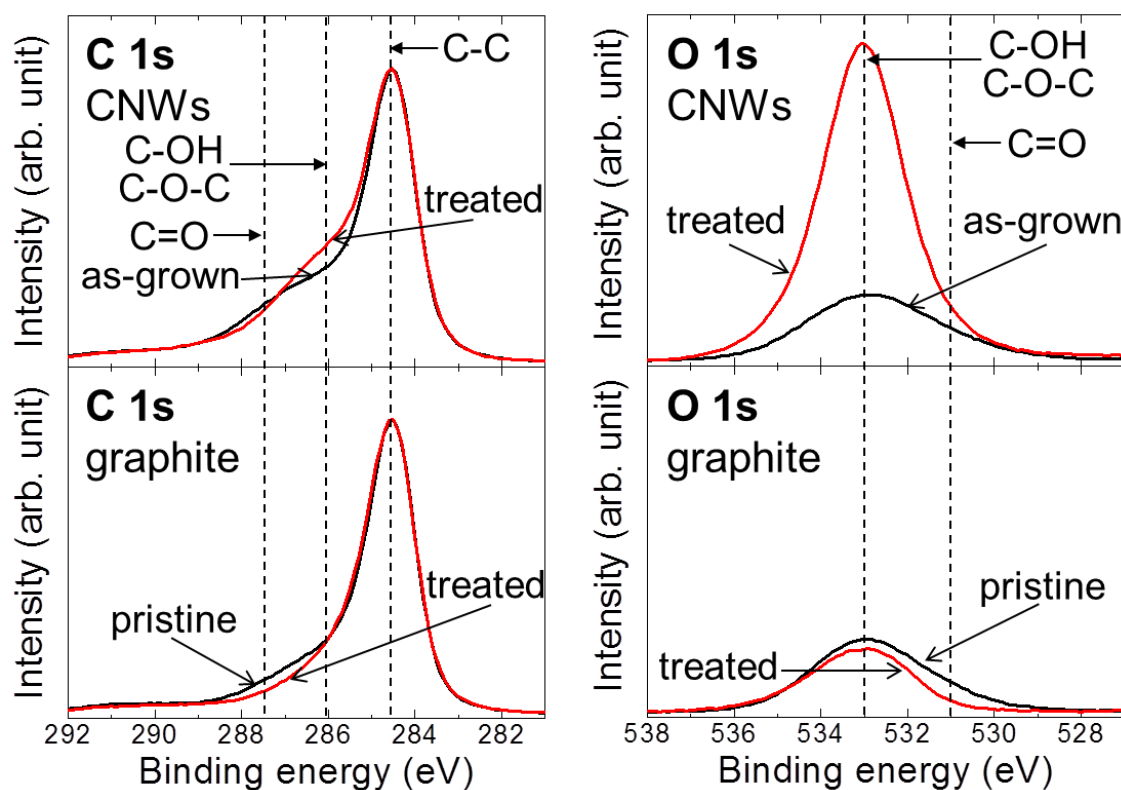 C 1s
CNWs
C-C
C-OH
C-O-C
C=O
treated
as-grown
Intensity (arb. unit)
O 1s
CNWs
C-OH
C-O-C
C=O
treated
as-grown
Intensity (arb. unit)
C 1s
graphite
pristine
treated
Intensity (arb. unit)
292 290 288 286 284 282
Binding energy (eV)
O 1s
graphite
pristine
treated
Intensity (arb. unit)
538 536 534 532 530 528
Binding energy (eV)